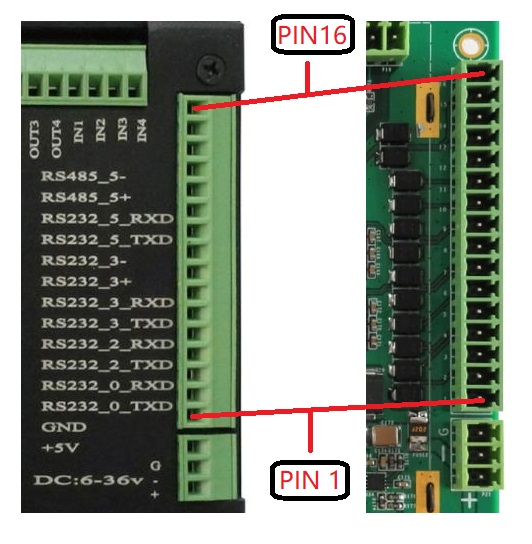 PIN16
OUT3
OUT4
IN1
IN2
IN3
IN4
RS485_5-
RS485_5+
RS232_5_RXD
RS232_5_TXD
RS232_3-
RS232_3+
RS232_3_RXD
RS232_3_TXD
RS232_2_RXD
RS232_2_TXD
RS232_0_RXD
RS232_0_TXD
GND
+5V
DC:6-36v
G
-
+
PIN 1
G
+